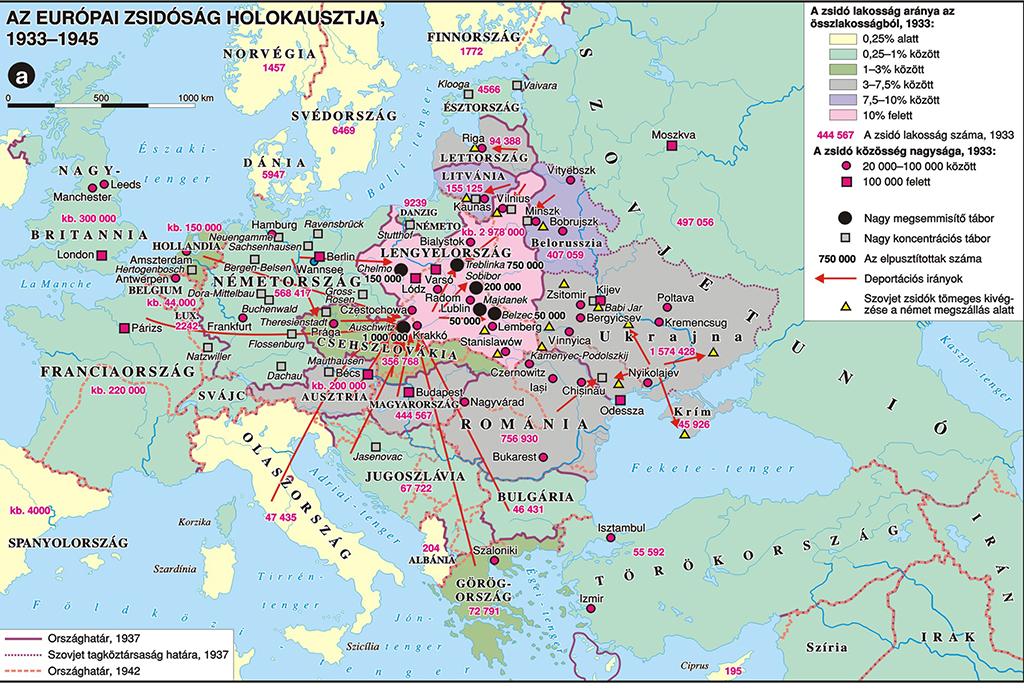 AZ EURÓPAI ZSIDÓSÁG HOLOKAUSZTJA,
1933–1945
a
0 500 1000 km
A zsidó lakosság aránya az
összlakosságból, 1933:
0,25% alatt
0,25–1% között
1–3% között
3–7,5% között
7,5–10% között
10% felett
444 567 A zsidó lakosság száma, 1933
A zsidó közösség nagysága, 1933:
20 000–100 000 között
100 000 felett
Nagy megsemmisítő tábor
Nagy koncentrációs tábor
750 000 Az elpusztítottak száma
Deportációs irányok
Szovjet zsidók tömeges kivég-
zése a német megszállás alatt
NORVÉGIA
1457
FINNORSZÁG
1772
SVÉDORSZÁG
6469
DÁNIA
5947
Klooga
4566
Vaivara
ÉSZTORSZÁG
Riga
94 388
LETTORSZÁG
LITVÁNIA
155 125
Kaunas
Vilnius
Vityebszk
Minszk
Bobrujszk
Belorusszia
407 059
Moszkva
497 056
SZOVJETUNIÓ
Északi-
tenger
Balti-tenger
NAGY-
BRITANNIA
Leeds
Manchester
kb. 300 000
London
La Manche
kb. 150 000
HOLLANDIA
Amszterdam
Hertogenbosch
Antwerpen
BELGIUM
kb. 44 000
LUX.
2242
Párizs
FRANCIAORSZÁG
kb. 220 000
Natzwiller
SVÁJC
Hamburg
Neuengamme
Ravensbrück
Sachsenhausen
Bergen-Belsen
Wannsee
Berlin
NÉMETORSZÁG
568 417
Dora-Mittelbau
Buchenwald
Gross-
Rosen
Frankfurt
Theresienstadt
Prága
Flossenburg
Mauthausen
Dachau
kb. 200 000
Bécs
AUSZTRIA
9239
DANZIG
Stutthof
NÉMETO.
kb. 2 978 000
Bialystok
LENGYELORSZÁG
Chelmo
150 000
Varsó
Łódz
Treblinka
750 000
Sobibor
200 000
Radom
Lublin
Majdanek
50 000
Belzec
50 000
Czestochowa
Auschwitz
1 000 000
Krakkó
Lemberg
Stanislawów
CSEHSZLOVÁKIA
356 768
Budapest
MAGYARORSZÁG
444 567
Nagyvárad
Czernowitz
Iași
Chișinău
ROMÁNIA
756 930
Bukarest
Zsitomir
Kijev
Babi Jar
Bergyicsev
Poltava
Kremencsug
Ukrajna
Vinnyica
Kamenyec-Podolszkij
1 574 428
Nyikolajev
Odessza
Krím
45 926
Fekete-tenger
Kaszpi-tenger
Jasenovac
JUGOSZLÁVIA
67 722
BULGÁRIA
46 431
204
ALBÁNIA
Szaloniki
GÖRÖG-
ORSZÁG
72 791
OLASZORSZÁG
47 435
Adriai-tenger
Korzika
Szardínia
Szicília
Tirrén-
tenger
Jón-
tenger
Égei-tenger
Földközi
tenger
kb. 4000
SPANYOLORSZÁG
Isztambul
55 592
TÖRÖKORSZÁG
Izmir
Ciprus
195
Szíria
IRAK
IRÁN
Országhatár, 1937
Szovjet tagköztársaság határa, 1937
Országhatár, 1942